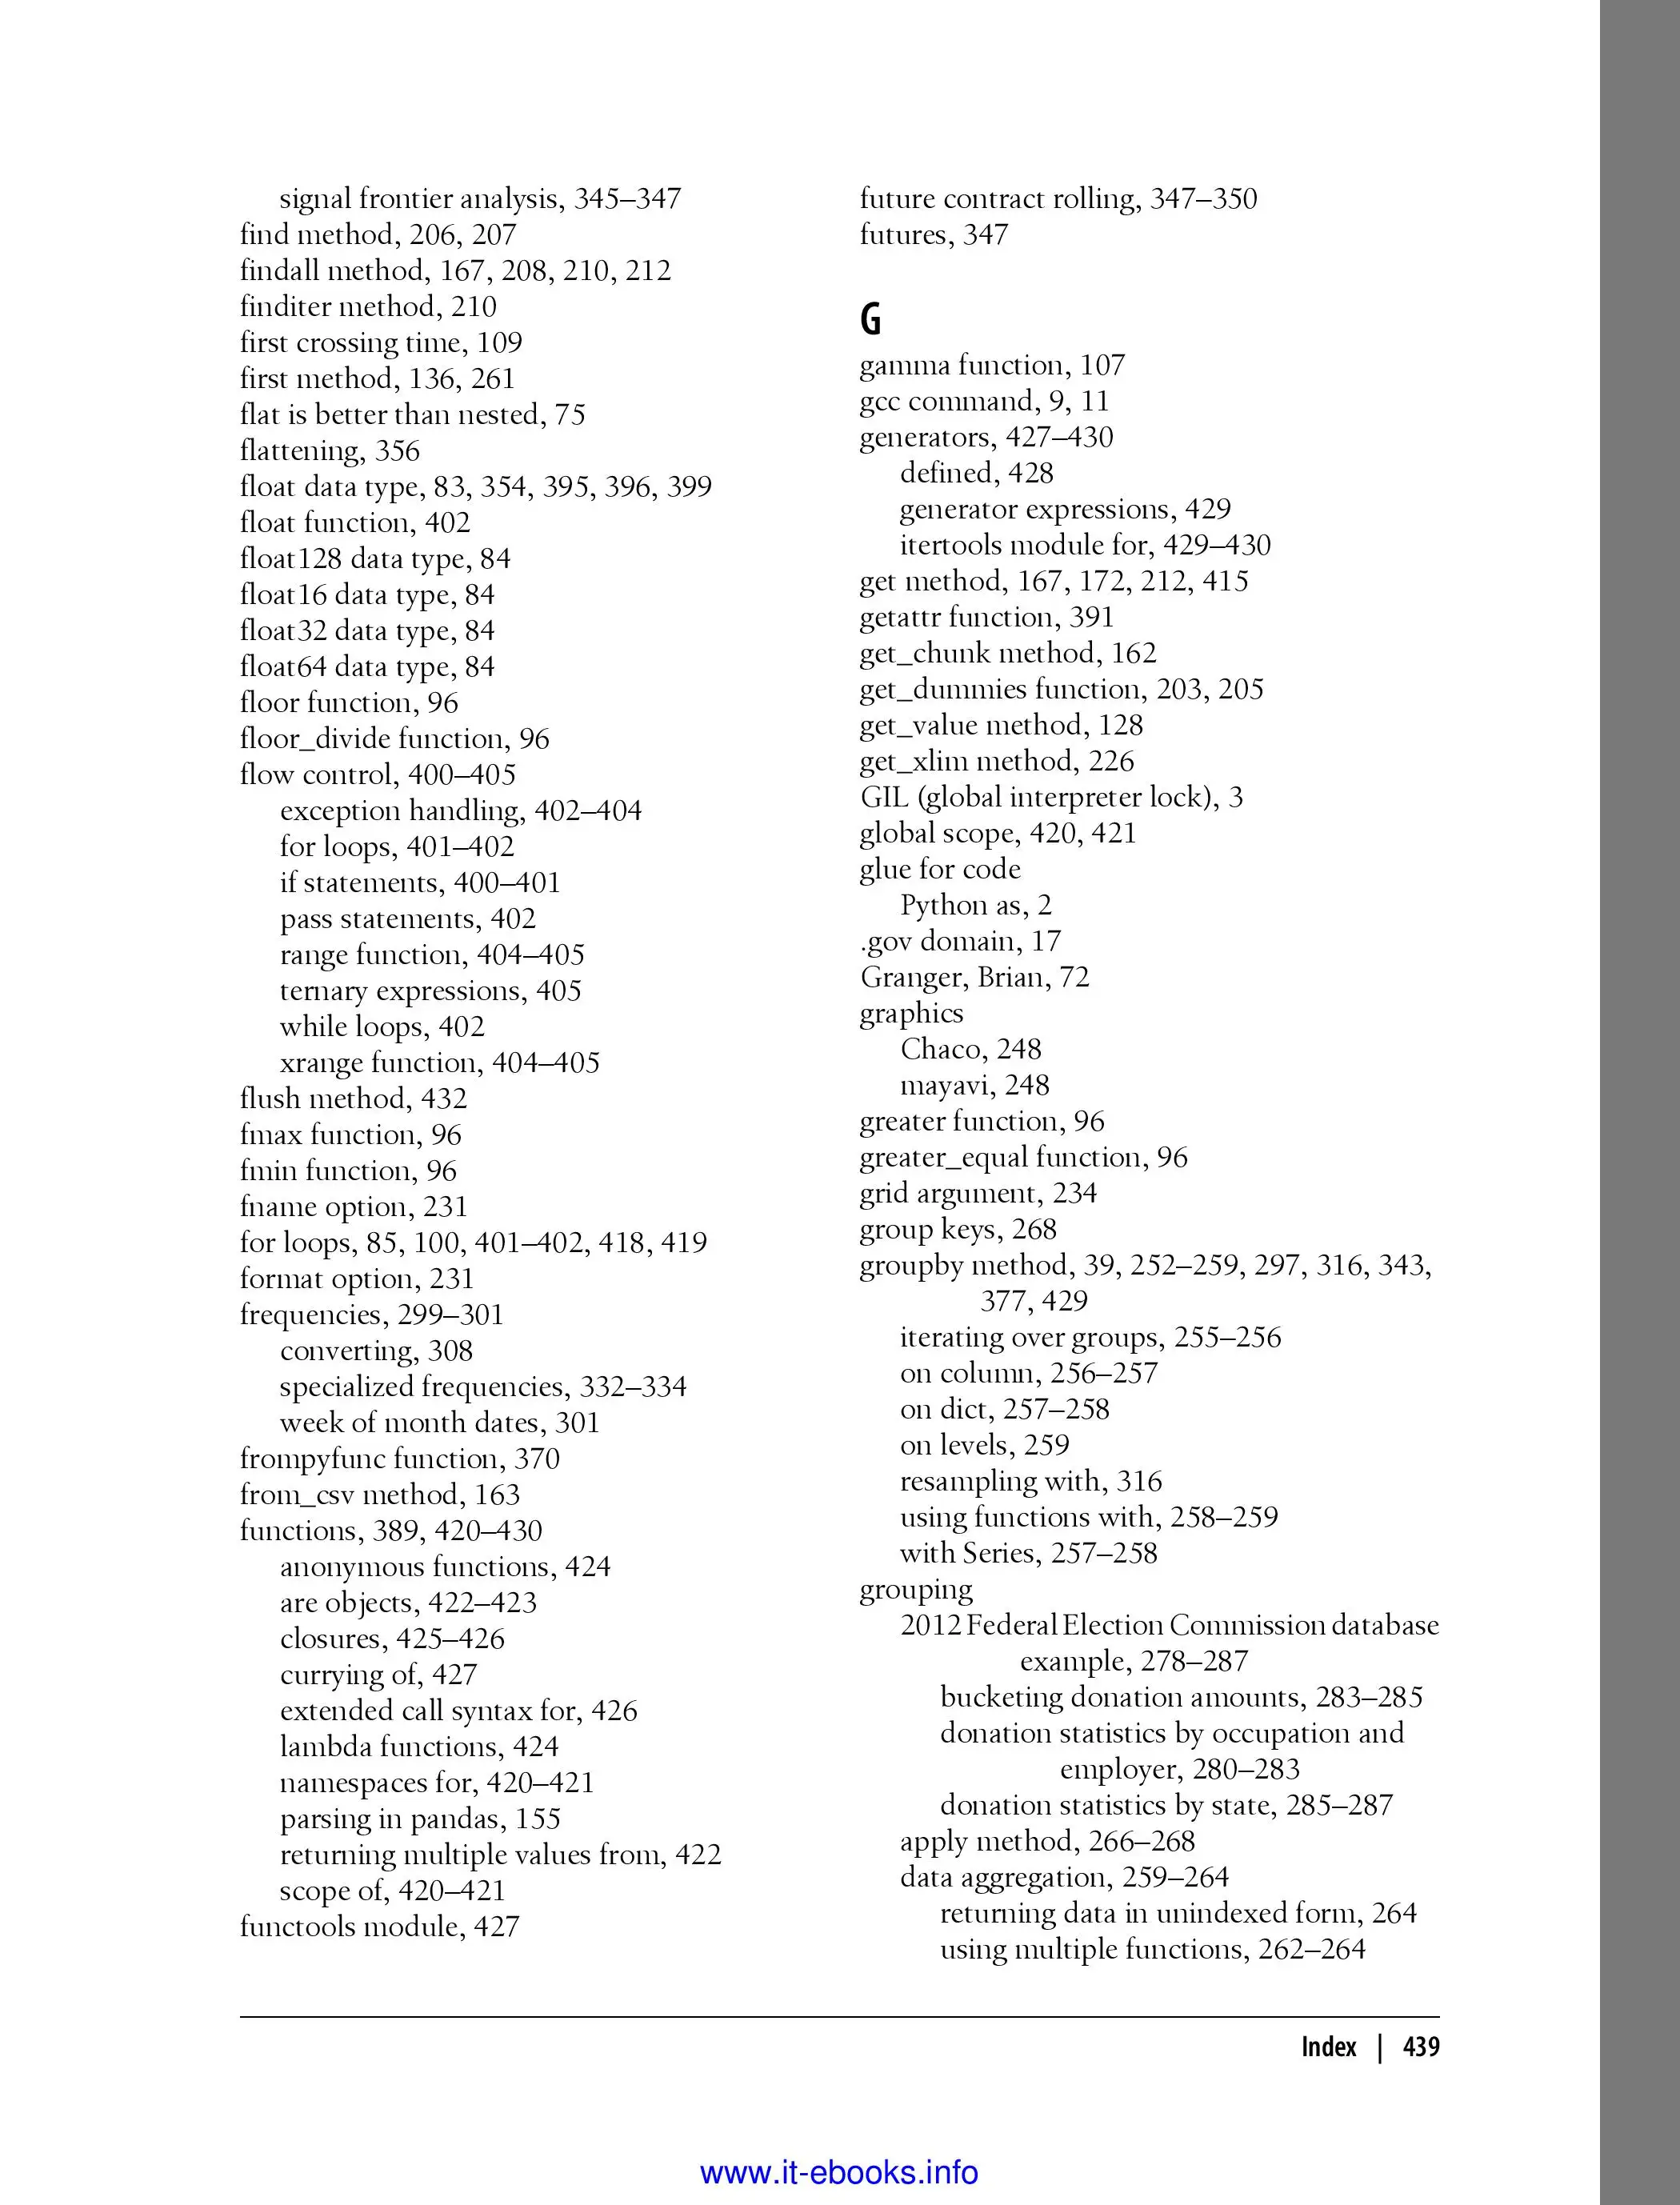 signal frontier analysis, 345–347
find method, 206, 207
findall method, 167, 208, 210, 212
finditer method, 210
first crossing time, 109
first method, 136, 261
flat is better than nested, 75
flattening, 356
float data type, 83, 354, 395, 396, 399
float function, 402
float128 data type, 84
float16 data type, 84
float32 data type, 84
float64 data type, 84
floor function, 96
floor_divide function, 96
flow control, 400–405
exception handling, 402–404
for loops, 401–402
if statements, 400–401
pass statements, 402
range function, 404–405
ternary expressions, 405
while loops, 402
xrange function, 404–405
flush method, 432
fmax function, 96
fmin function, 96
fname option, 231
for loops, 85, 100, 401–402, 418, 419
format option, 231
frequencies, 299–301
converting, 308
specialized frequencies, 332–334
week of month dates, 301
frompyfunc function, 370
from_csv method, 163
functions, 389, 420–430
anonymous functions, 424
are objects, 422–423
closures, 425–426
currying of, 427
extended call syntax for, 426
lambda functions, 424
namespaces for, 420–421
parsing in pandas, 155
returning multiple values from, 422
scope of, 420–421
functools module, 427
future contract rolling, 347–350
futures, 347
G
gamma function, 107
gcc command, 9, 11
generators, 427–430
defined, 428
generator expressions, 429
itertools module for, 429–430
get method, 167, 172, 212, 415
getattr function, 391
get_chunk method, 162
get_dummies function, 203, 205
get_value method, 128
get_xlim method, 226
GIL (global interpreter lock), 3
global scope, 420, 421
glue for code
Python as, 2
.gov domain, 17
Granger, Brian, 72
graphics
Chaco, 248
mayavi, 248
greater function, 96
greater_equal function, 96
grid argument, 234
group keys, 268
groupby method, 39, 252–259, 297, 316, 343,
377, 429
iterating over groups, 255–256
on column, 256–257
on dict, 257–258
on levels, 259
resampling with, 316
using functions with, 258–259
with Series, 257–258
grouping
2012 Federal Election Commission database
example, 278–287
bucketing donation amounts, 283–285
donation statistics by occupation and
employer, 280–283
donation statistics by state, 285–287
apply method, 266–268
data aggregation, 259–264
returning data in unindexed form, 264
using multiple functions, 262–264
Index | 439
www.it-ebooks.info